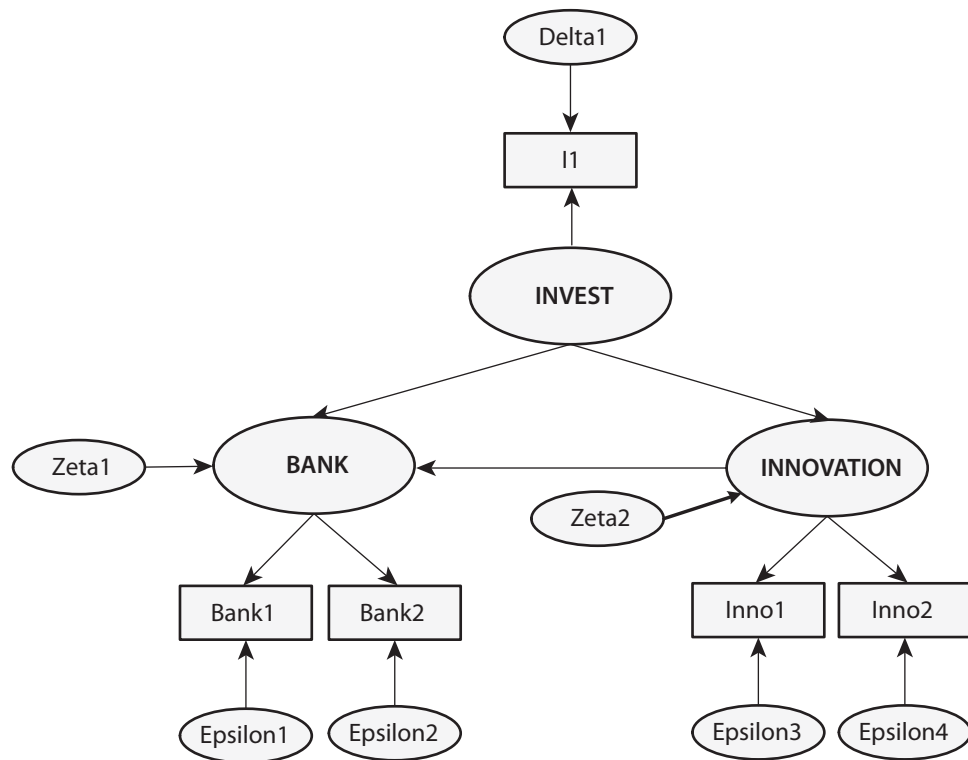 Delta1
I1
INVEST
Zeta1
BANK
INNOVATION
Zeta2
Bank1
Bank2
Inno1
Inno2
Epsilon1
Epsilon2
Epsilon3
Epsilon4